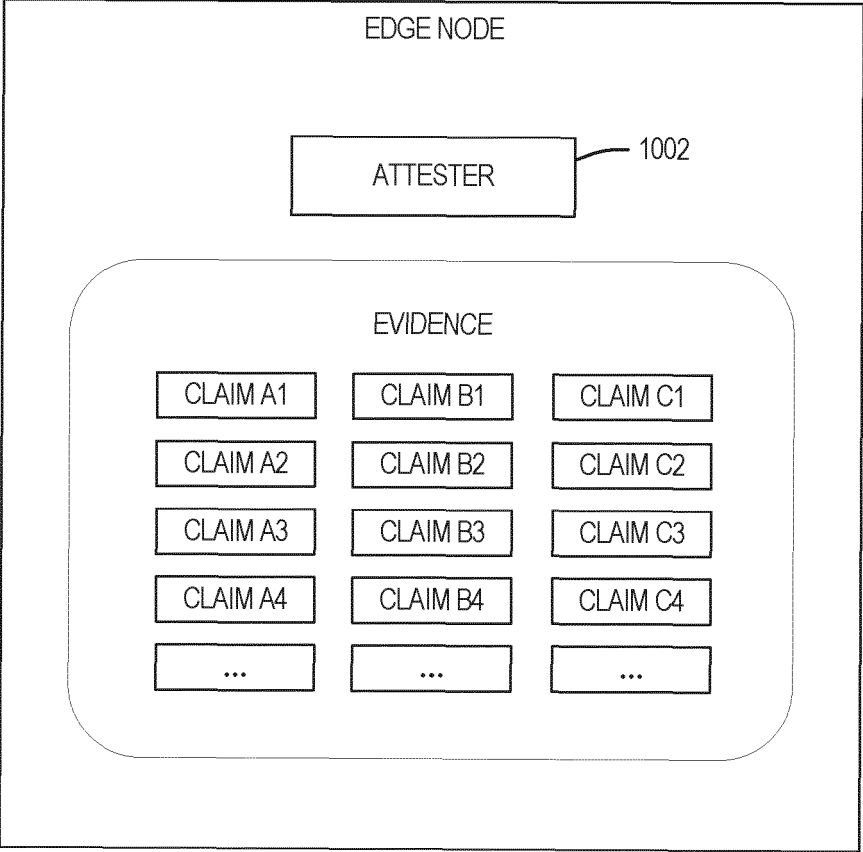 EDGE NODE
ATTESTER
1002
EVIDENCE
CLAIM A1 CLAIM B1 CLAIM C1
CLAIM A2 CLAIM B2 CLAIM C2
CLAIM A3 CLAIM B3 CLAIM C3
CLAIM A4 CLAIM B4 CLAIM C4
... ... ...